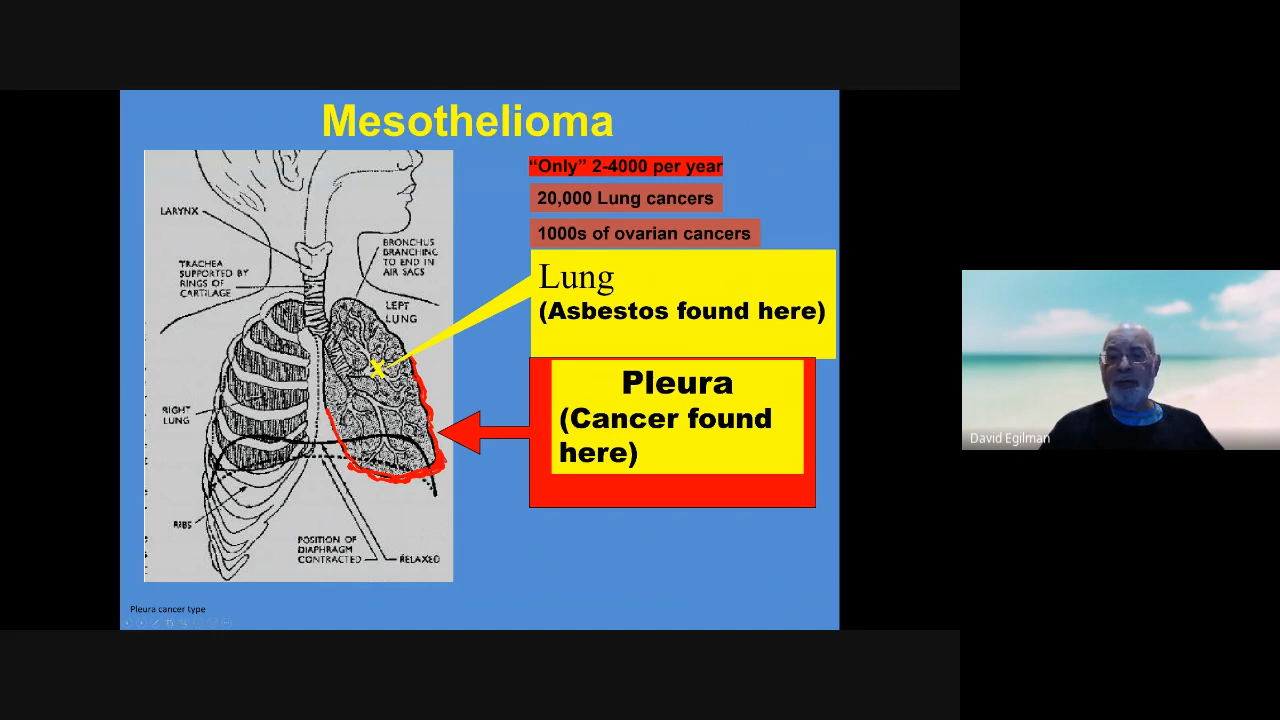 Mesothelioma
“Only” 2-4000 per year
20,000 Lung cancers
1000s of ovarian cancers
Lung
(Asbestos found here)
Pleura
(Cancer found
here)
LARYNX
TRACHEA
SUPPORTED BY
RINGS OF
CARTILAGE
BRONCHUS
BRANCHING
TO END IN
AIR SACS
LEFT
LUNG
RIGHT
LUNG
RIBS
POSITION OF
DIAPHRAGM
CONTRACTED
RELAXED
Pleura cancer type
David Egilman